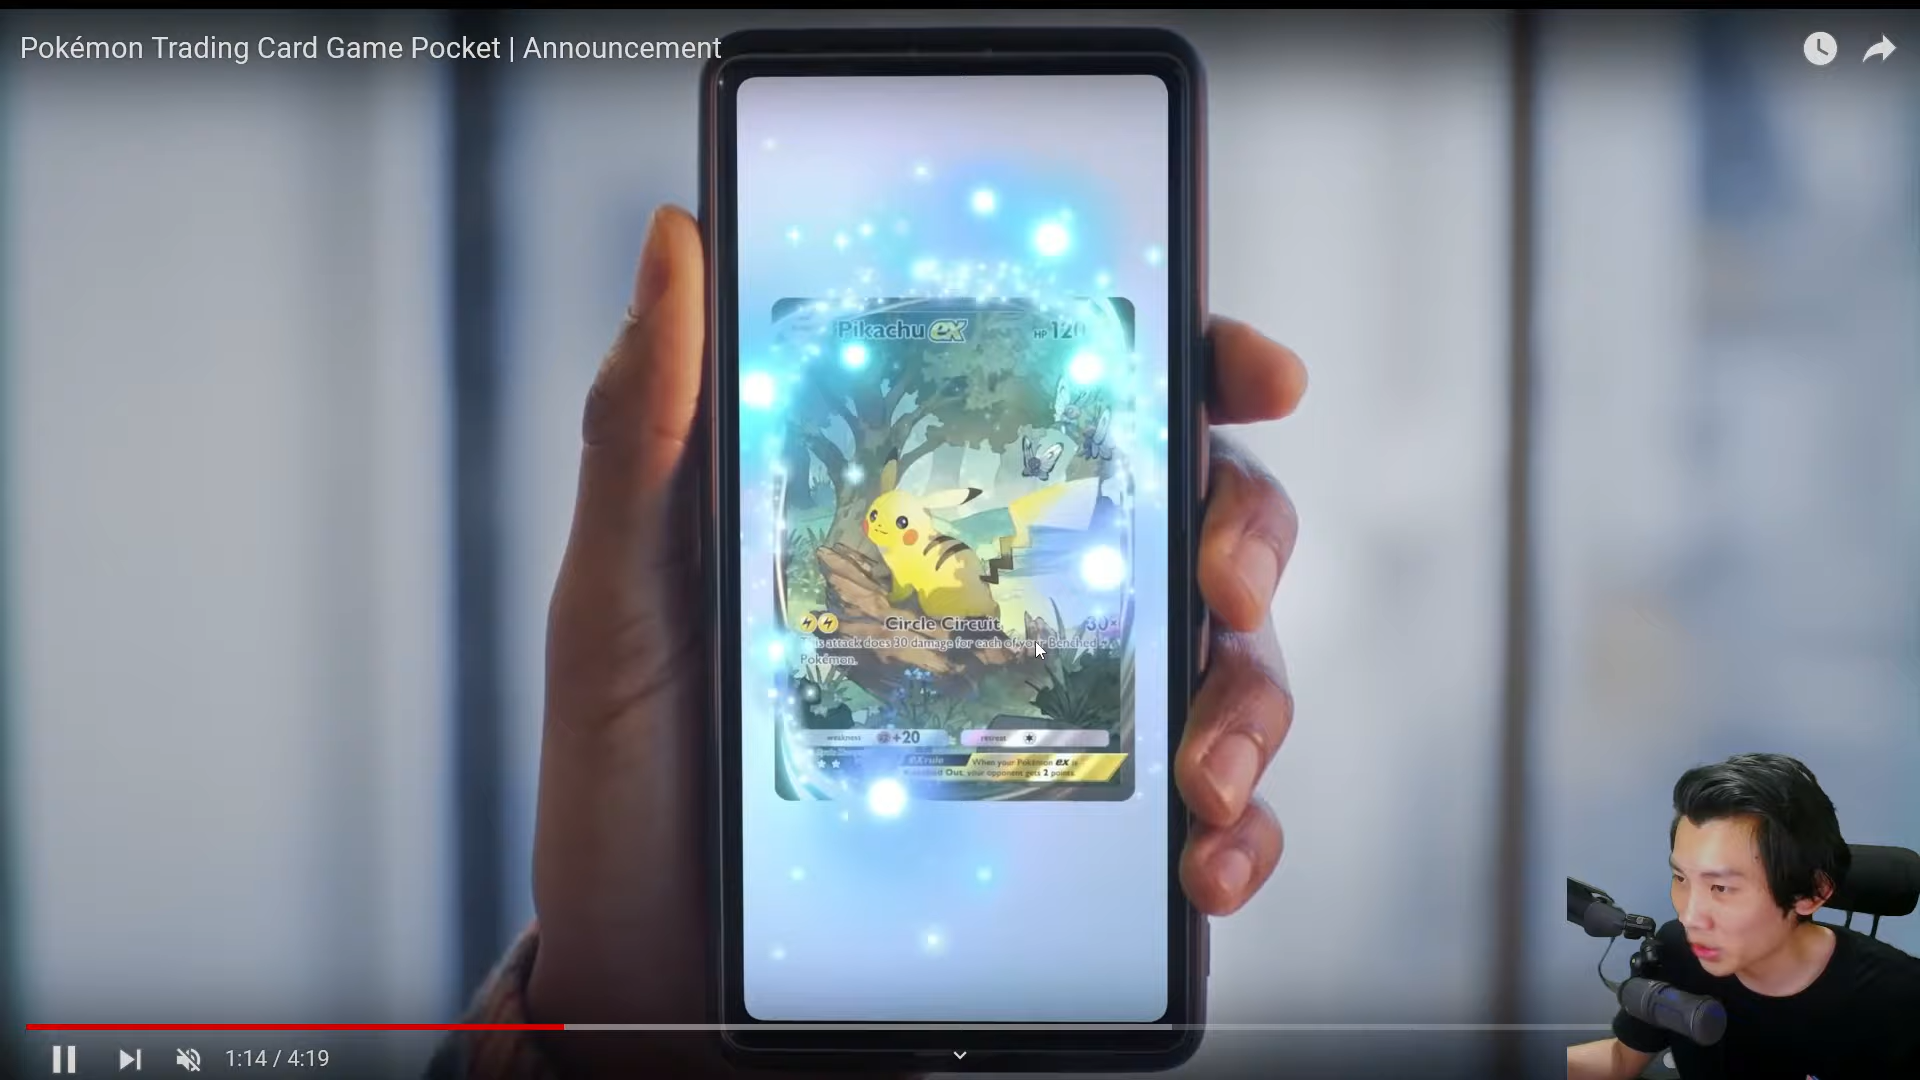 Pokémon Trading Card Game Pocket | Announcement
Pikachu ex HP 120
Circle Circuit 30×
This attack does 30 damage for each of your Benched
Pokémon.
weakness +20 retreat
ex rule When your Pokémon ex is
Knocked Out, your opponent gets 2 points.
1:14 / 4:19